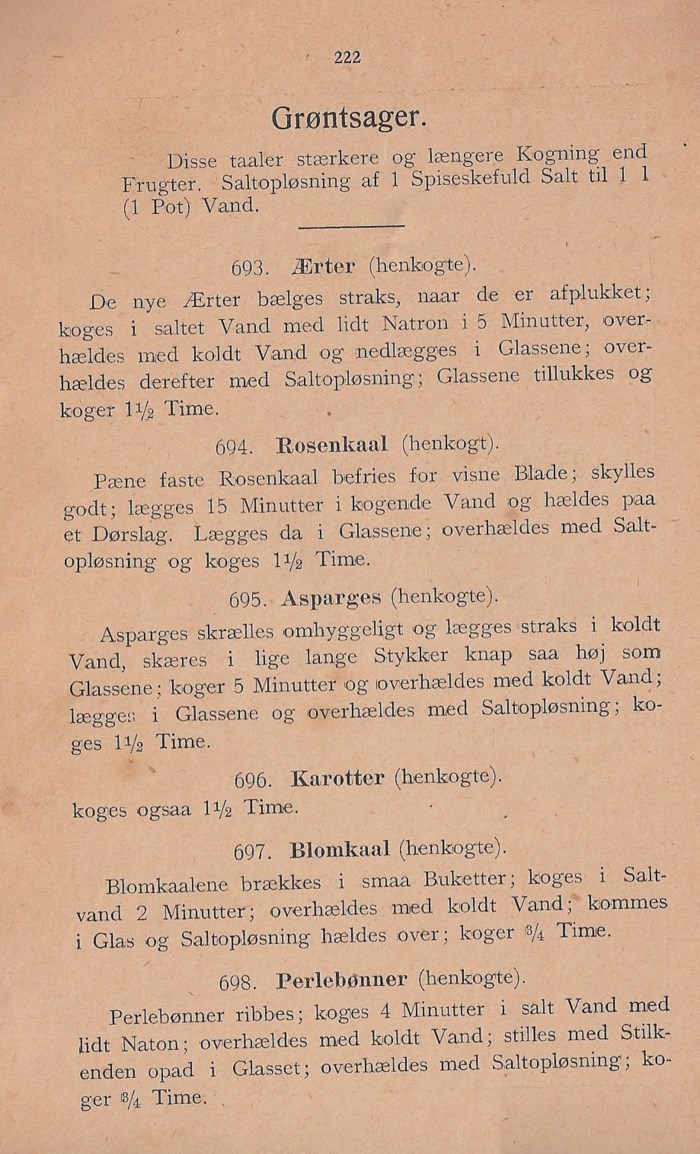 222
Grøntsager.
Disse taaler stærkere og længere Kogning end
Frugter. Saltopløsning af 1 Spiseskefuld Salt til 1 l
(1 Pot) Vand.
693. Ærter (henkogte).
De nye Ærter bælges straks, naar de er afplukket;
koges i saltet Vand med lidt Natron i 5 Minutter, over-
hældes med koldt Vand og nedlægges i Glassene; over-
hældes derefter med Saltopløsning; Glassene tillukkes og
koger 1½ Time.
694. Rosenkaal (henkogt).
Pæne faste Rosenkaal befries for visne Blade; skylles
godt; lægges 15 Minutter i kogende Vand og hældes paa
et Dørslag. Lægges da i Glassene; overhældes med Salt-
opløsning og koges 1½ Time.
695. Asparges (henkogte).
Asparges skrælles omhyggeligt og lægges straks i koldt
Vand, skæres i lige lange Stykker knap saa høj som
Glassene; koger 5 Minutter og overhældes med koldt Vand;
lægges i Glassene og overhældes med Saltopløsning; ko-
ges 1½ Time.
696. Karotter (henkogte).
koges ogsaa 1½ Time.
697. Blomkaal (henkogte).
Blomkaalene brækkes i smaa Buketter; koges i Salt-
vand 2 Minutter; overhældes med koldt Vand; kommes
i Glas og Saltopløsning hældes over; koger ¾ Time.
698. Perlebønner (henkogte).
Perlebønner ribbes; koges 4 Minutter i salt Vand med
lidt Naton; overhældes med koldt Vand; stilles med Stilk-
enden opad i Glasset; overhældes med Saltopløsning; ko-
ger ¾ Time.